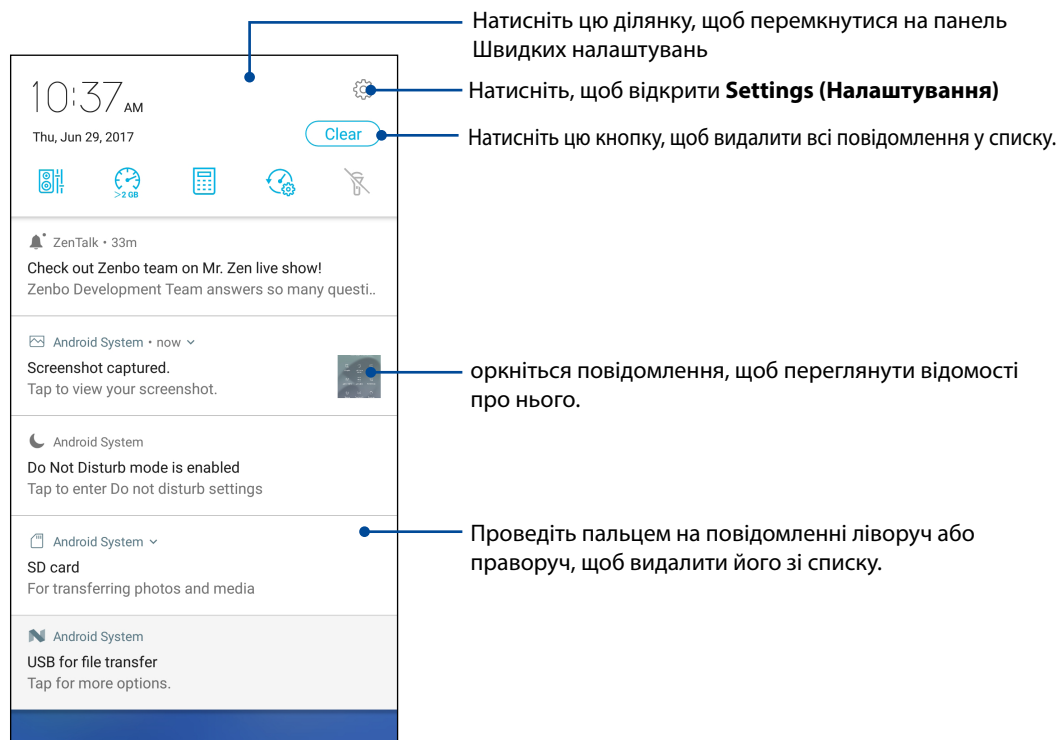 Натисніть цю ділянку, щоб перемкнутися на панель
Швидких налаштувань
10:37 AM
Натисніть, щоб відкрити Settings (Налаштування)
Thu, Jun 29, 2017
Clear
Натисніть цю кнопку, щоб видалити всі повідомлення у списку.
>2 GB
ZenTalk • 33m
Check out Zenbo team on Mr. Zen live show!
Zenbo Development Team answers so many questi..
Android System • now
Screenshot captured.
Tap to view your screenshot.
оркніться повідомлення, щоб переглянути відомості
про нього.
Android System
Do Not Disturb mode is enabled
Tap to enter Do not disturb settings
Android System
SD card
For transferring photos and media
Проведіть пальцем на повідомленні ліворуч або
праворуч, щоб видалити його зі списку.
Android System
USB for file transfer
Tap for more options.